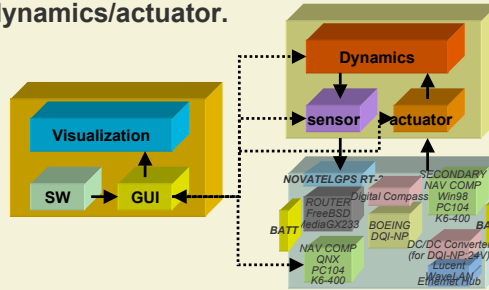 dynamics/actuator.
Dynamics
sensor
actuator
Visualization
SW
GUI
NOVATELGPS RT-2
ROUTER
FreeBSD
MediaGX233
Digital Compass
SECONDARY
NAV COMP
Win98
PC104
K6-400
BATT
BOEING
DQI-NP
BA
NAV COMP
QNX
PC104
K6-400
DC/DC Converter
(for DQI-NP:24V)
Lucent
WaveLAN
Ethernet Hub